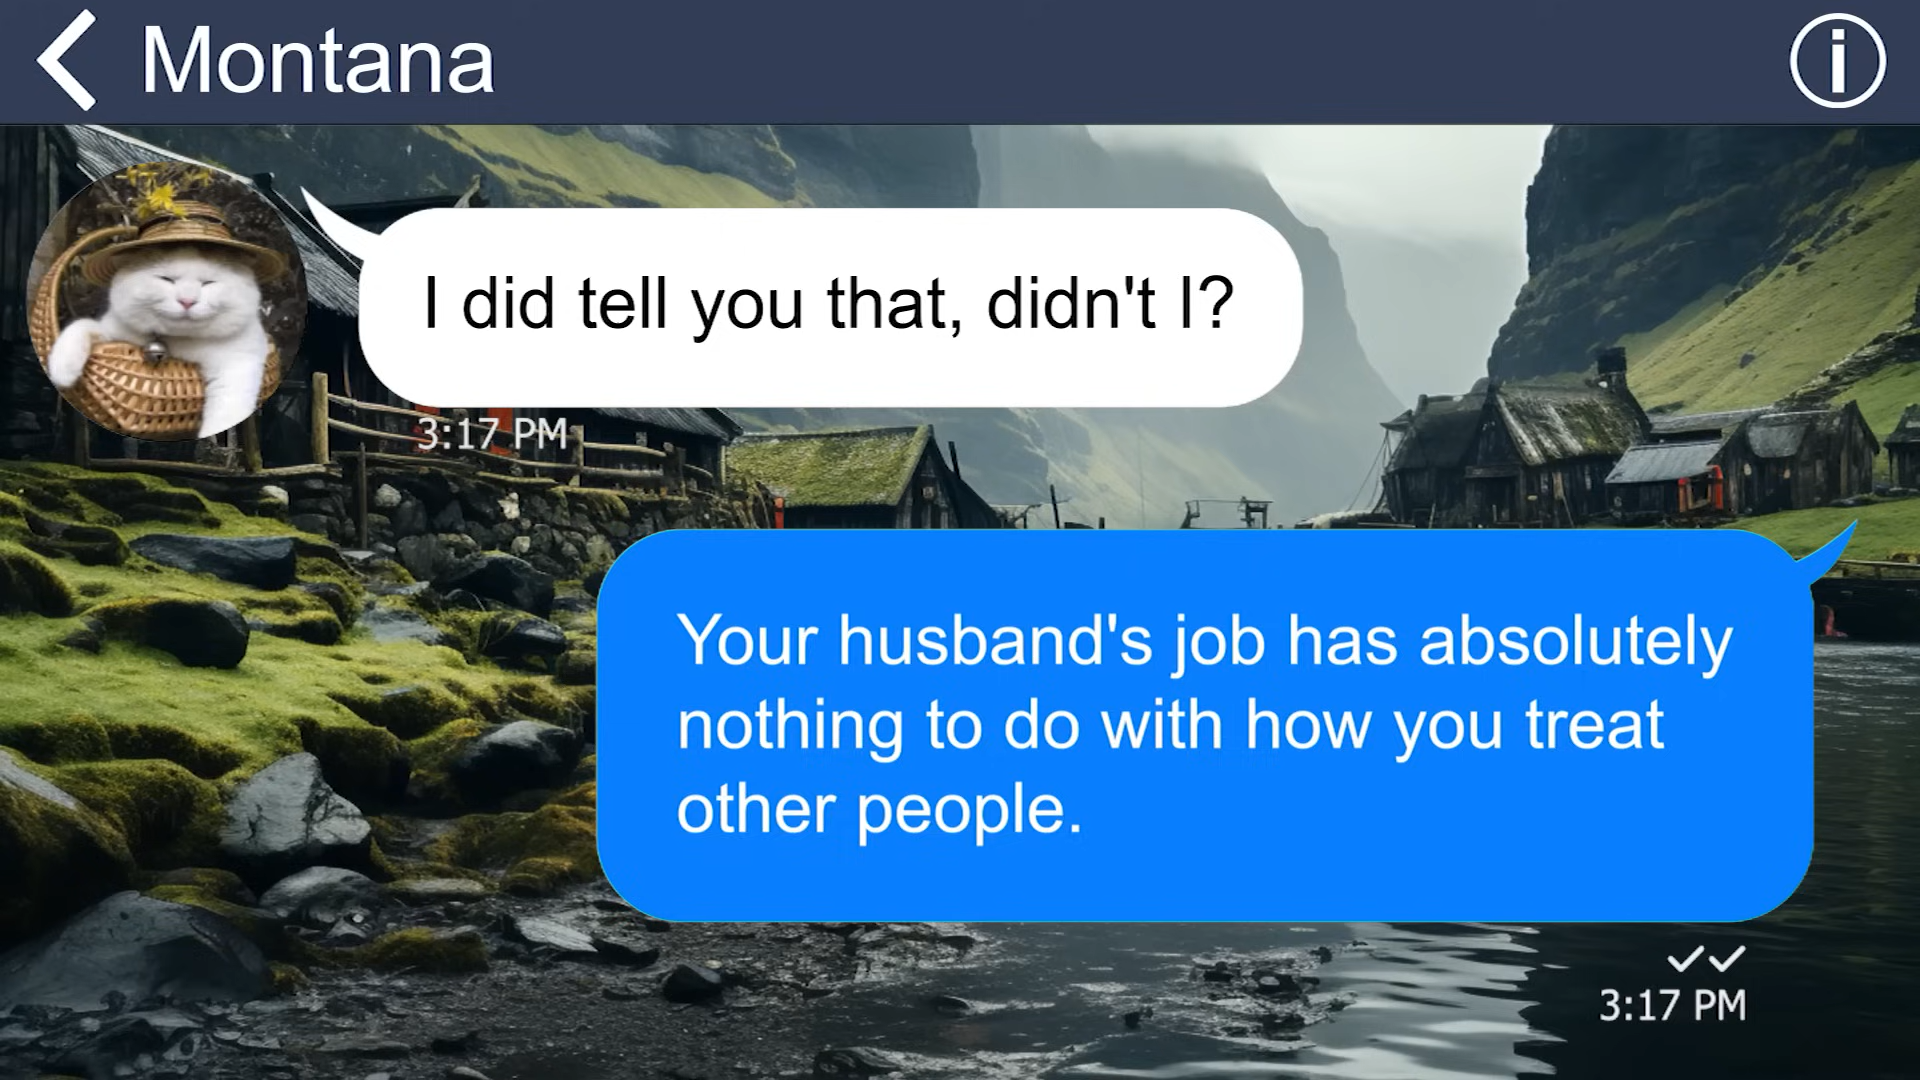 Montana
I did tell you that, didn't I?
3:17 PM
Your husband's job has absolutely
nothing to do with how you treat
other people.
3:17 PM